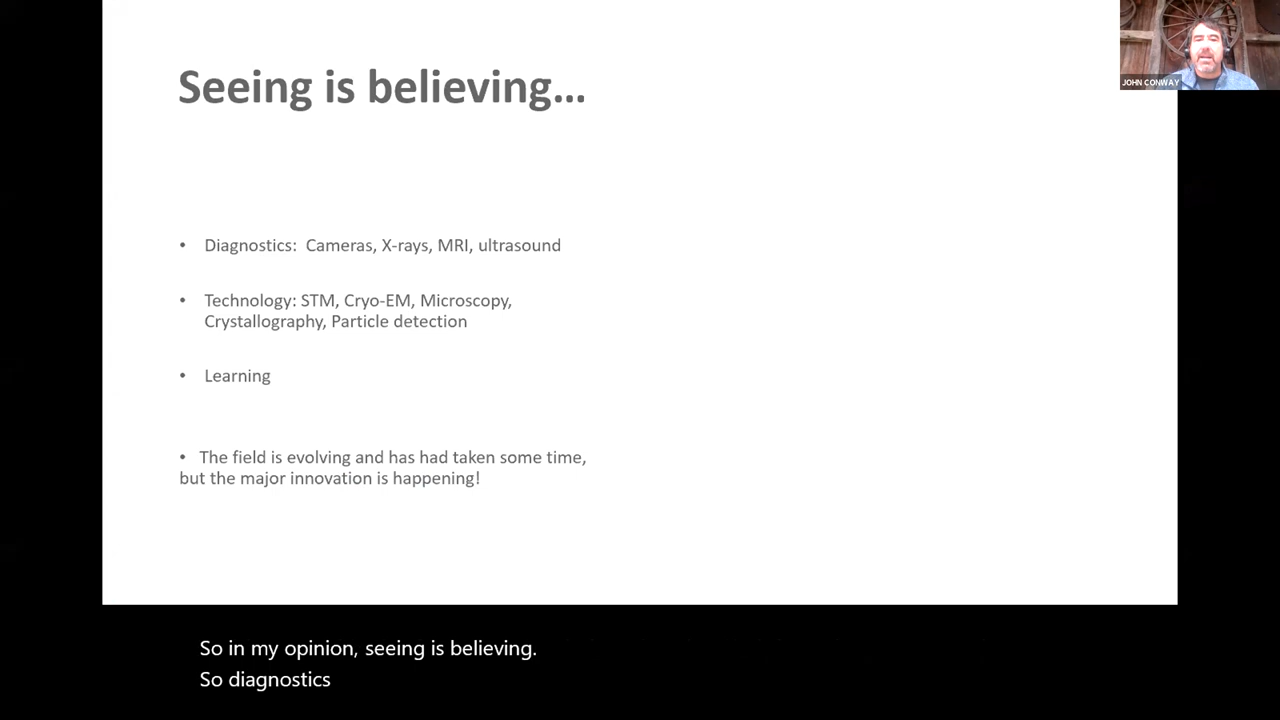 Seeing is believing...
JOHN CONWAY
• Diagnostics: Cameras, X-rays, MRI, ultrasound
• Technology: STM, Cryo-EM, Microscopy,
Crystallography, Particle detection
• Learning
• The field is evolving and has had taken some time,
but the major innovation is happening!
So in my opinion, seeing is believing.
So diagnostics